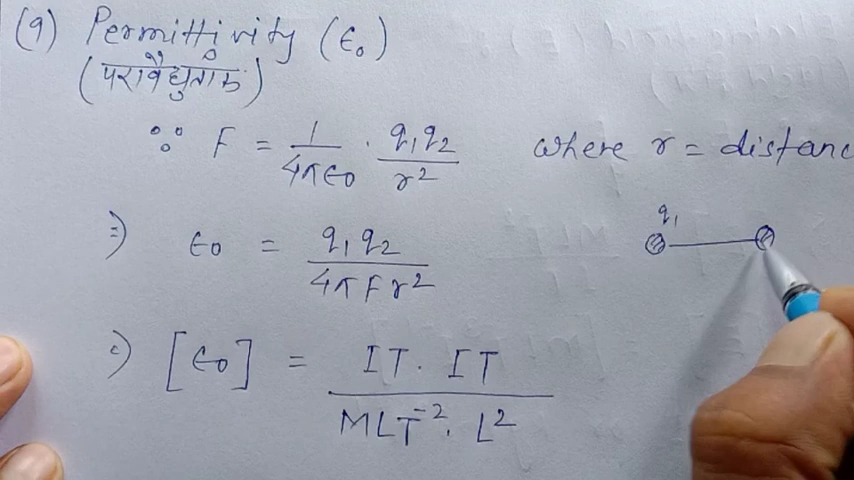 (9) Permittivity (ϵ₀)
(परावैद्युतांक)
∵ F = 1/4πϵ₀ · q₁q₂/r² where r = distanc
⇒ ϵ₀ = q₁q₂/4πFr²
q₁
[ϵ₀] = IT. IT/MLT⁻². L²